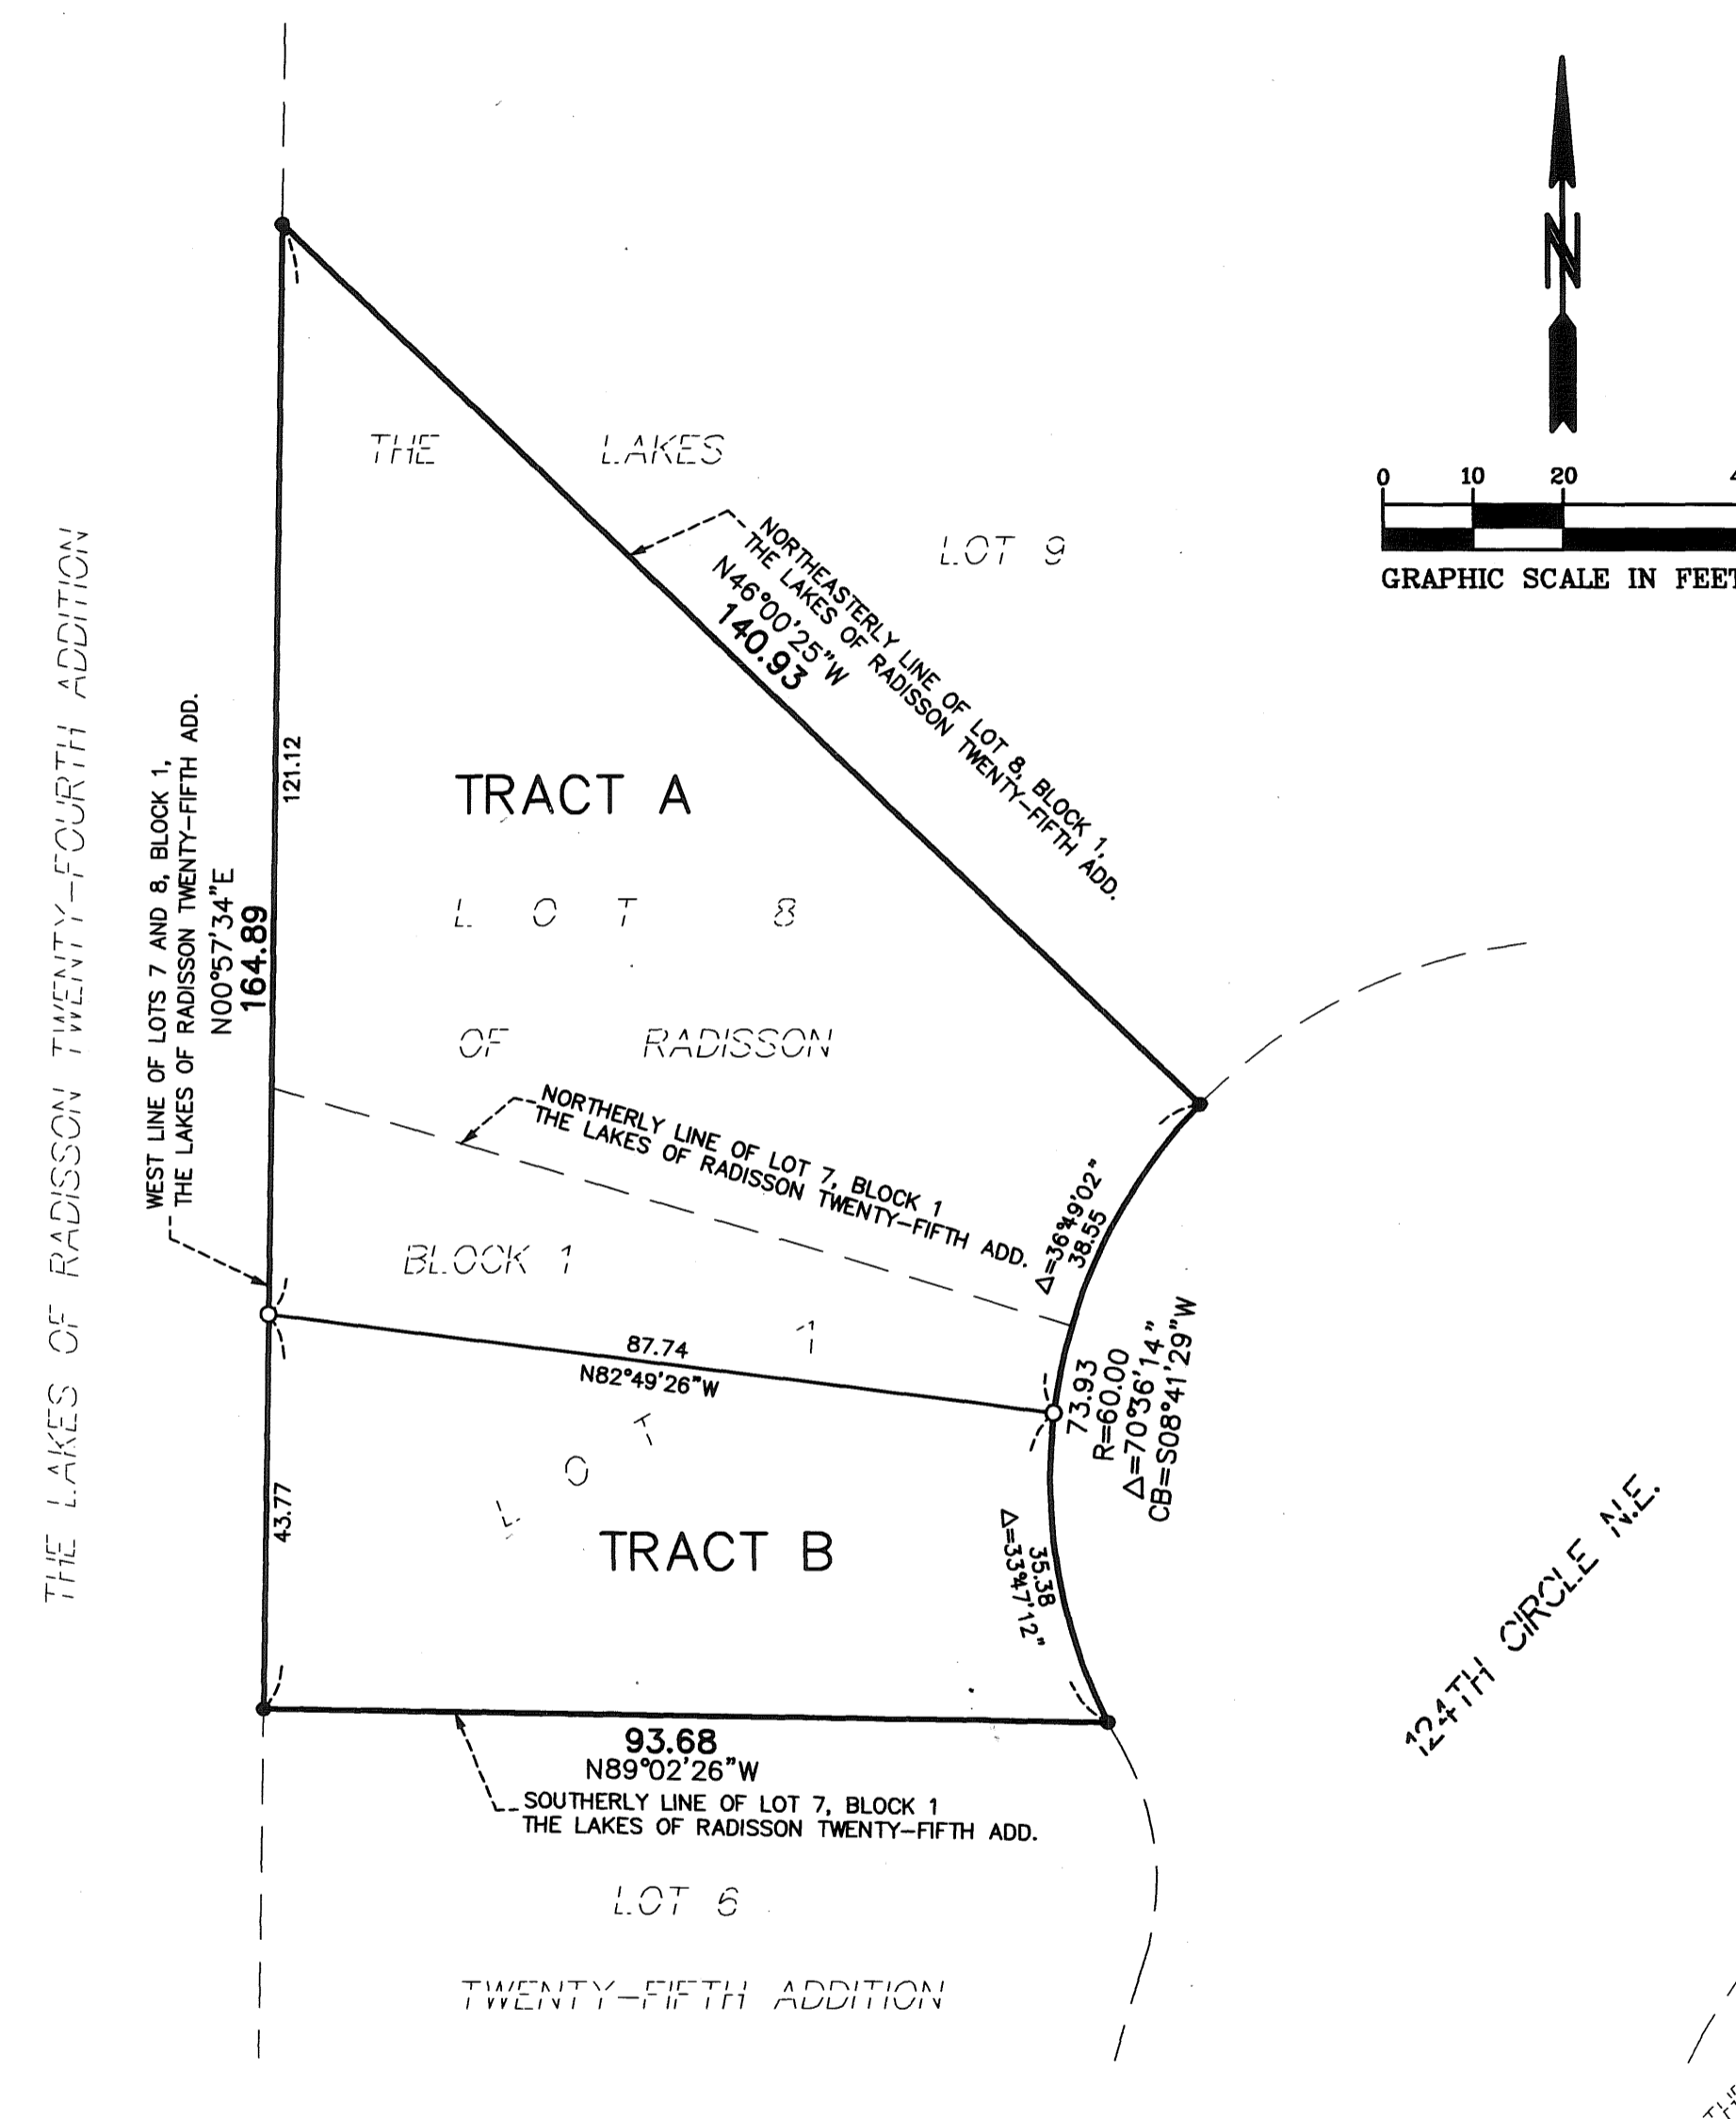 N
0 10 20
GRAPHIC SCALE IN FEET
THE LAKES
LOT 9
NORTHEASTERLY LINE OF LOT 8, BLOCK 1,
THE LAKES OF RADISSON TWENTY-FIFTH ADD.
N46°00'25"W
140.93
THE LAKES OF RADISSON TWENTY-FOURTH ADDITION
WEST LINE OF LOTS 7 AND 8, BLOCK 1,
THE LAKES OF RADISSON TWENTY-FIFTH ADD.
N00°57'34"E
164.89
121.12
TRACT A
LOT 8
OF RADISSON
NORTHERLY LINE OF LOT 7, BLOCK 1
THE LAKES OF RADISSON TWENTY-FIFTH ADD.
Δ=36°49'02"
38.55
BLOCK 1
87.74
N82°49'26"W
73.93
R=60.00
Δ=70°36'14"
CB=S08°41'29"W
LOT
43.77
TRACT B
35.38
Δ=33°47'12"
124TH CIRCLE N.E.
93.68
N89°02'26"W
SOUTHERLY LINE OF LOT 7, BLOCK 1
THE LAKES OF RADISSON TWENTY-FIFTH ADD.
LOT 6
TWENTY-FIFTH ADDITION